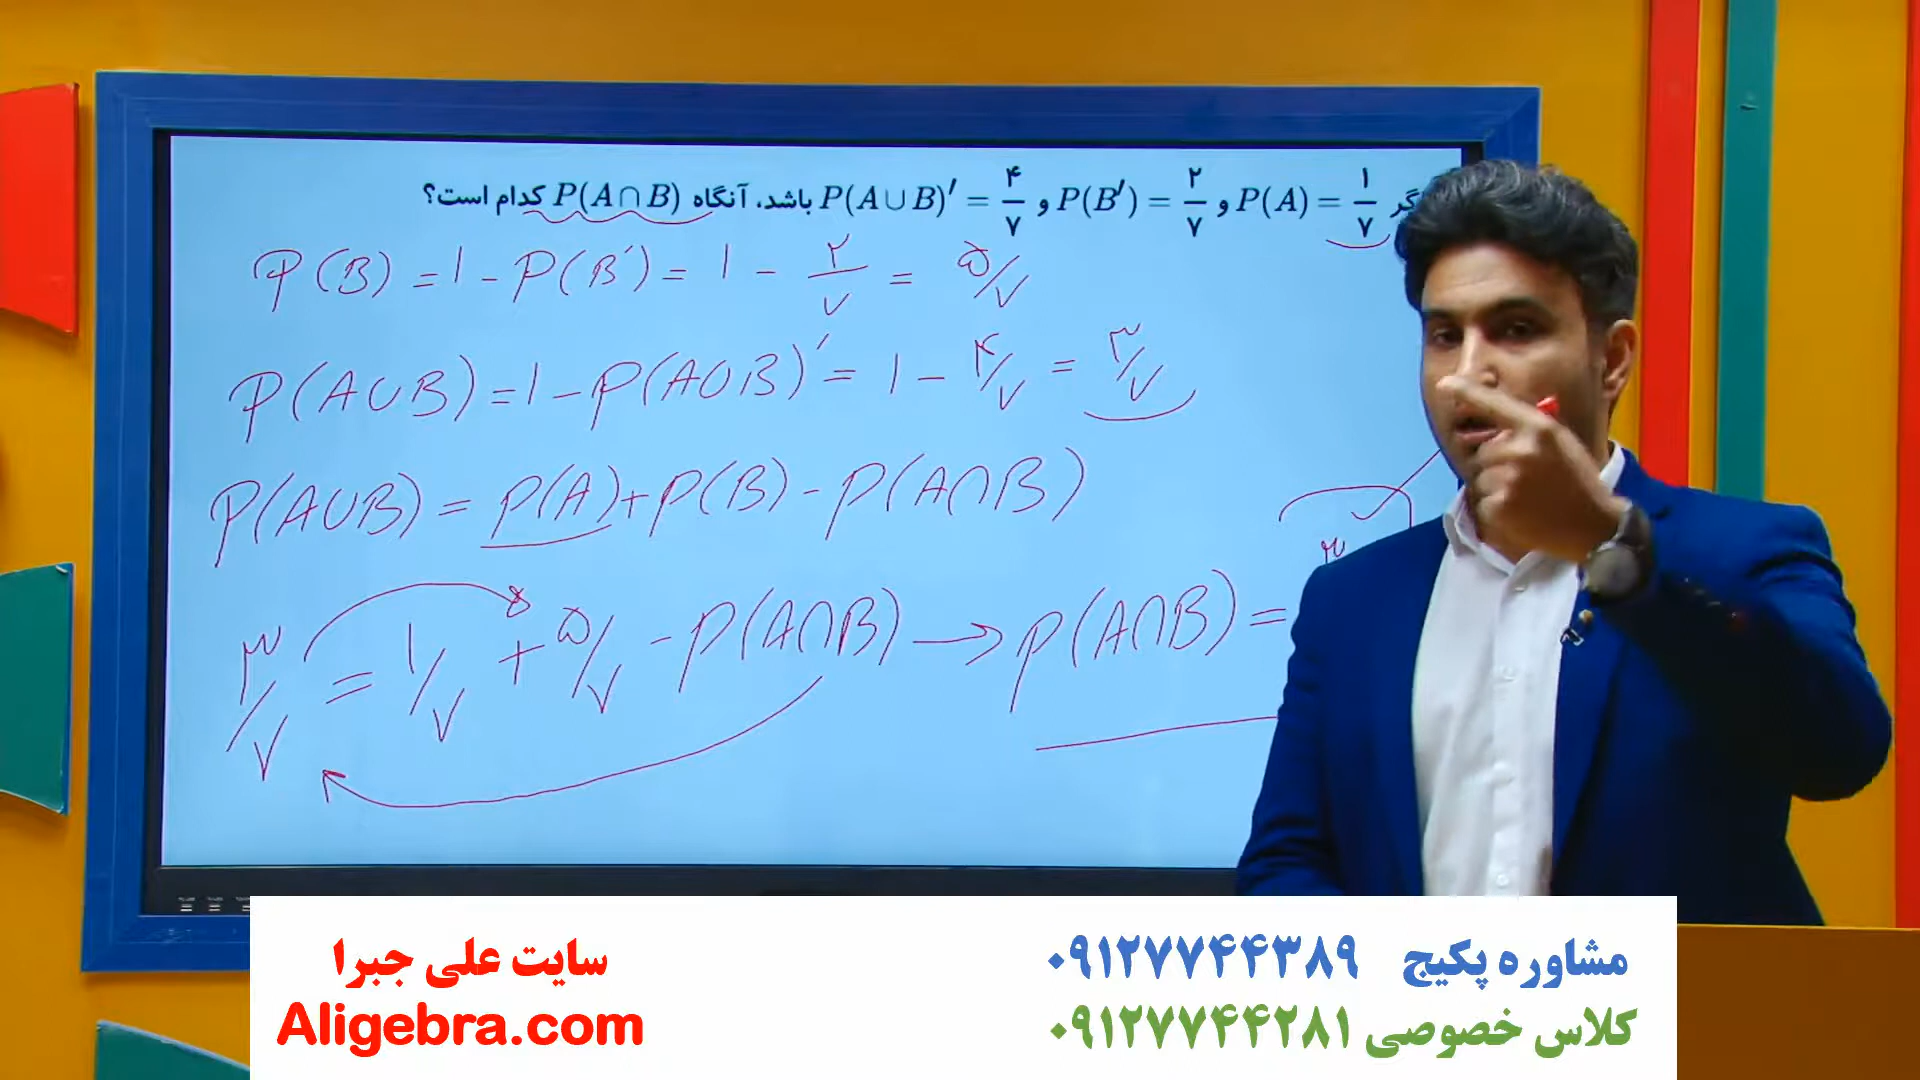 گر P(A) = ۱/۷ و P(B′) = ۲/۷ و P(A∪B)′ = ۴/۷ باشد، آنگاه P(A∩B) کدام است؟
P(B) = 1 - P(B′) = 1 - ۲/۷ = ۵/۷
P(A∪B) = 1 - P(A∪B)′ = 1 - ۴/۷ = ۳/۷
P(A∪B) = P(A) + P(B) - P(A∩B)
۳/۷ = ۱/۷ + ۵/۷ - P(A∩B) → P(A∩B) = ۳
سایت علی جبرا
Aligebra.com
مشاوره پکیج ۰۹۱۲۷۷۴۴۳۸۹
کلاس خصوصی ۰۹۱۲۷۷۴۴۲۸۱